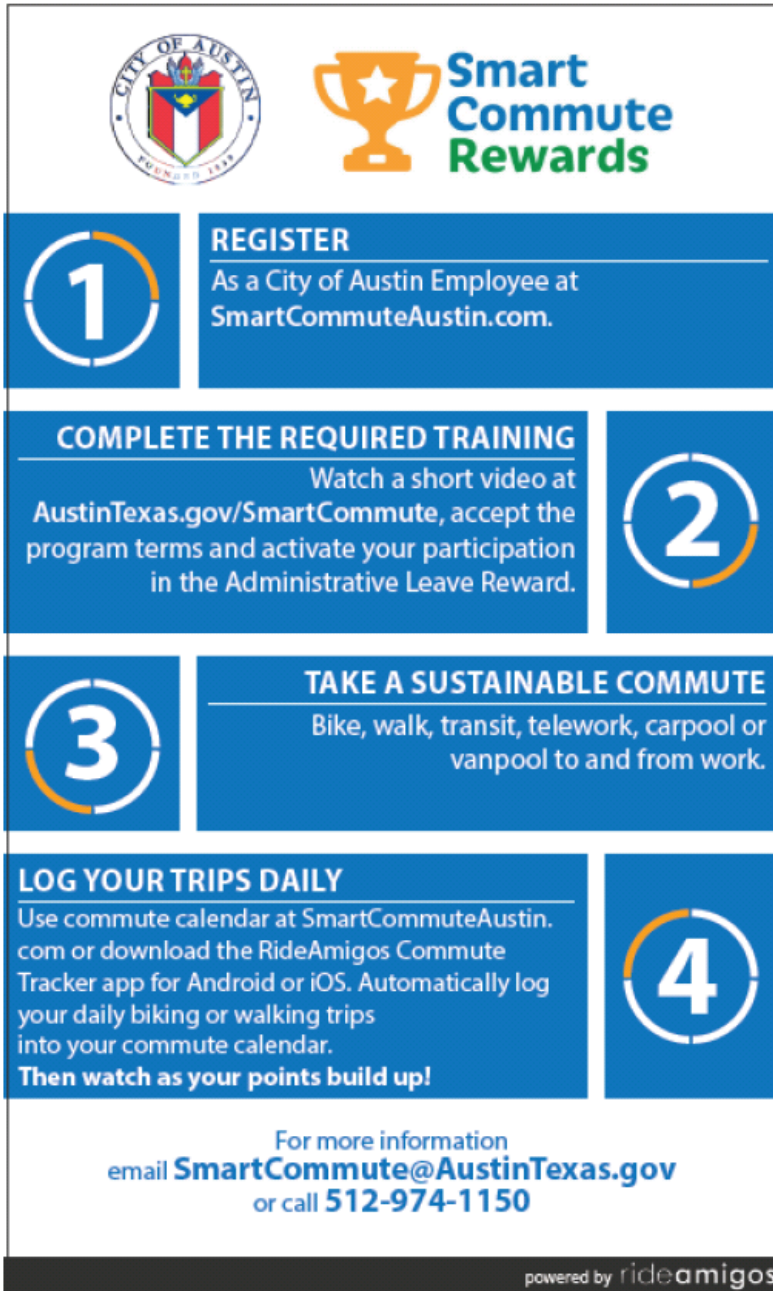 CITY OF AUSTIN
FOUNDED 1839
Smart
Commute
Rewards
1
REGISTER
As a City of Austin Employee at
SmartCommuteAustin.com.
COMPLETE THE REQUIRED TRAINING
Watch a short video at
AustinTexas.gov/SmartCommute, accept the
program terms and activate your participation
in the Administrative Leave Reward.
2
3
TAKE A SUSTAINABLE COMMUTE
Bike, walk, transit, telework, carpool or
vanpool to and from work.
LOG YOUR TRIPS DAILY
Use commute calendar at SmartCommuteAustin.
com or download the RideAmigos Commute
Tracker app for Android or iOS. Automatically log
your daily biking or walking trips
into your commute calendar.
Then watch as your points build up!
4
For more information
email SmartCommute@AustinTexas.gov
or call 512-974-1150
powered by rideamigos